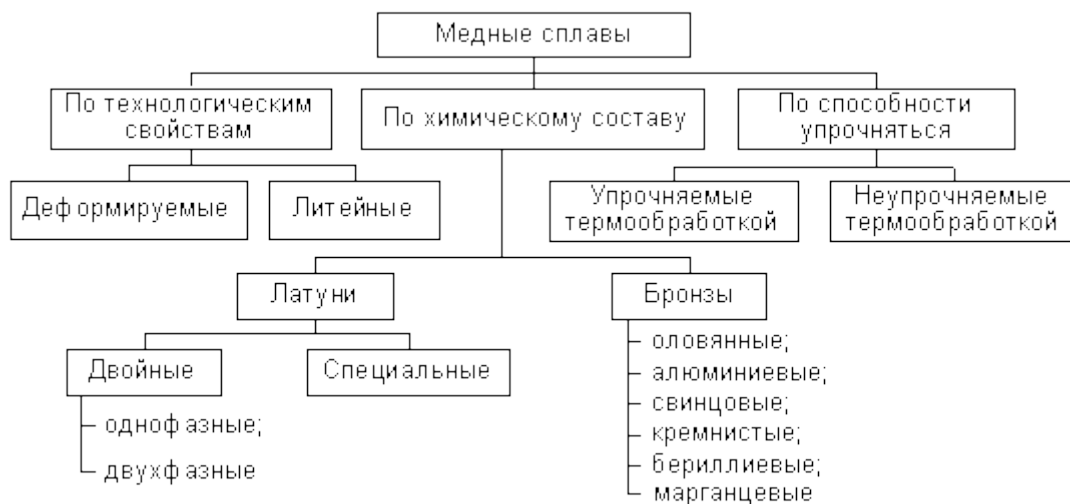 Медные сплавы
По технологическим
свойствам
По химическому составу
По способности
упрочняться
Деформируемые
Литейные
Упрочняемые
термообработкой
Неупрочняемые
термообработкой
Латуни
Бронзы
Двойные
Специальные
однофазные;
двухфазные
оловянные;
алюминиевые;
свинцовые;
кремнистые;
бериллиевые;
марганцевые